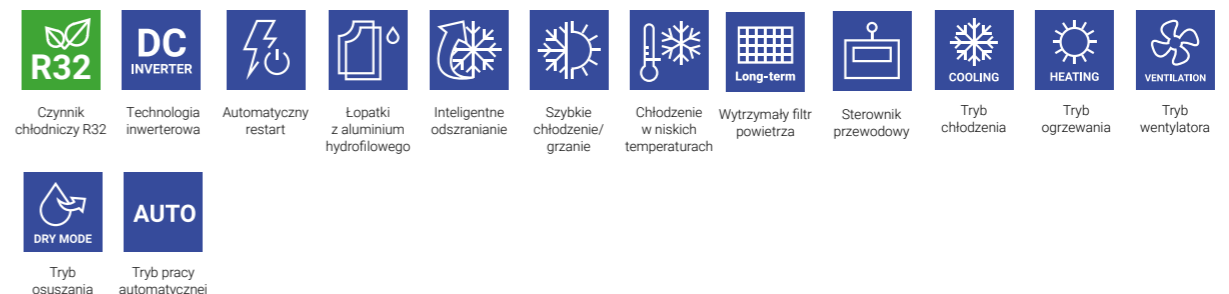 R32
Czynnik
chłodniczy R32
DC
INVERTER
Technologia
inwerterowa
Automatyczny
restart
Łopatki
z aluminium
hydrofilowego
Inteligentne
odszranianie
Szybkie
chłodzenie/
grzanie
Chłodzenie
w niskich
temperaturach
Long-term
Wytrzymały filtr
powietrza
Sterownik
przewodowy
COOLING
Tryb
chłodzenia
HEATING
Tryb
ogrzewania
VENTILATION
Tryb
wentylatora
DRY MODE
Tryb
osuszania
AUTO
Tryb pracy
automatycznej